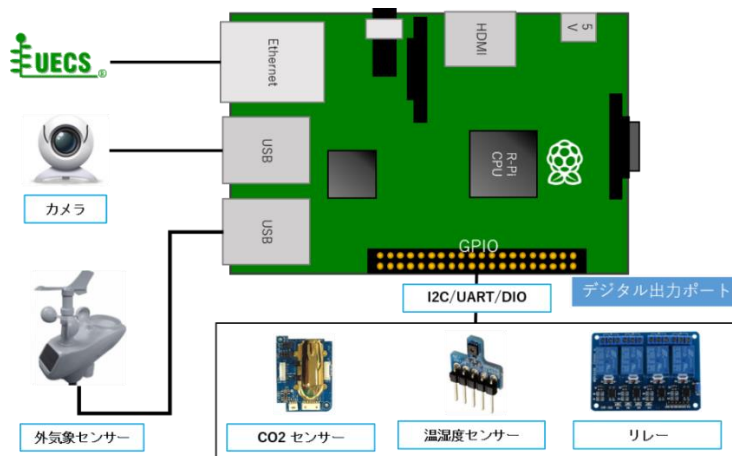 UECS®
Ethernet
HDMI
5
V
USB
カメラ
R-Pi
CPU
USB
GPIO
I2C/UART/DIO
デジタル出力ポート
外気象センサー
CO2 センサー
温湿度センサー
リレー